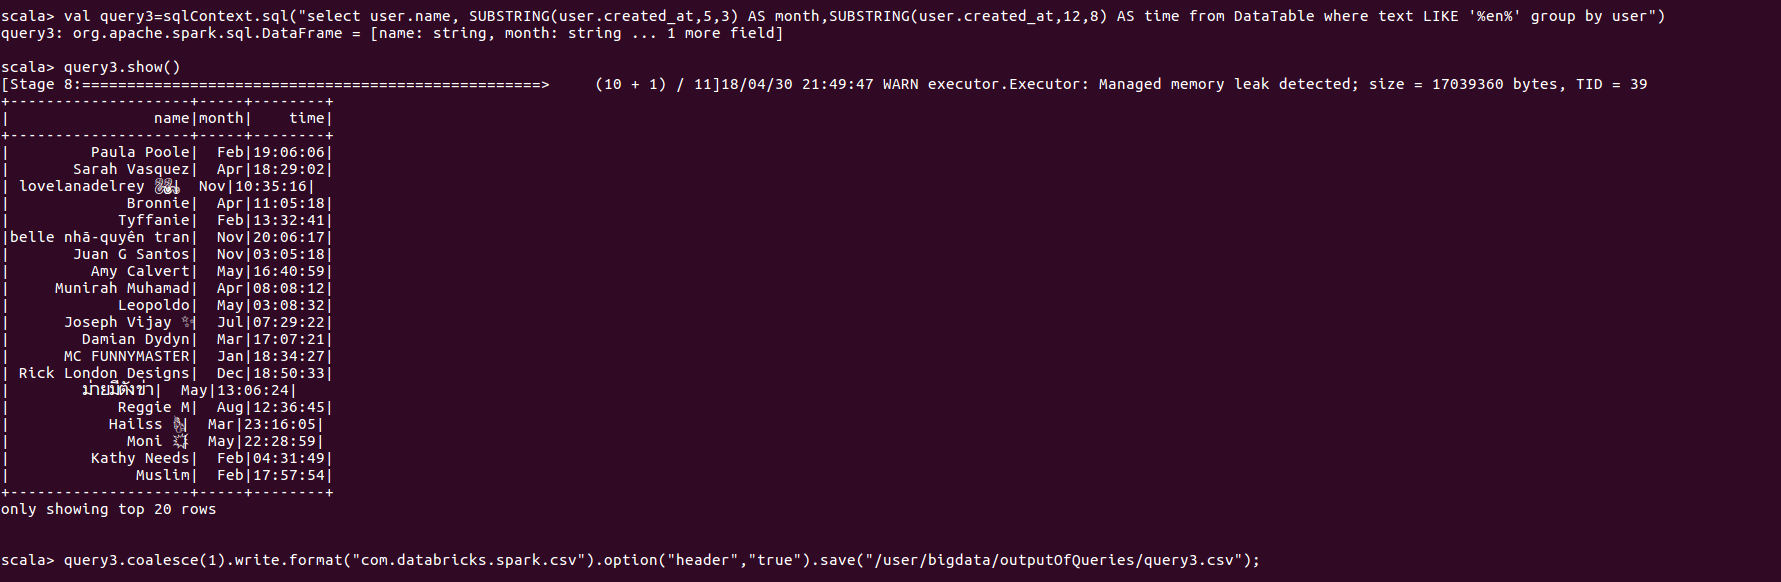 scala> val query3=sqlContext.sql("select user.name, SUBSTRING(user.created_at,5,3) AS month,SUBSTRING(user.created_at,12,8) AS time from DataTable where text LIKE '%en%' group by user")
query3: org.apache.spark.sql.DataFrame = [name: string, month: string ... 1 more field]
scala> query3.show()
[Stage 8:===================================================>     (10 + 1) / 11]18/04/30 21:49:47 WARN executor.Executor: Managed memory leak detected; size = 17039360 bytes, TID = 39
+--------------------+-----+--------+
|                name|month|    time|
+--------------------+-----+--------+
|         Paula Poole|  Feb|19:06:06|
|       Sarah Vasquez|  Apr|18:29:02|
| lovelanadelrey |  Nov|10:35:16|
|             Bronnie|  Apr|11:05:18|
|            Tyffanie|  Feb|13:32:41|
|belle nhã-quyên tran|  Nov|20:06:17|
|       Juan G Santos|  Nov|03:05:18|
|         Amy Calvert|  May|16:40:59|
|     Munirah Muhamad|  Apr|08:08:12|
|            Leopoldo|  May|03:08:32|
|      Joseph Vijay ✨|  Jul|07:29:22|
|        Damian Dydyn|  Mar|17:07:21|
|      MC FUNNYMASTER|  Jan|18:34:27|
| Rick London Designs|  Dec|18:50:33|
|        ม่ายมีตังข่า|  May|13:06:24|
|            Reggie M|  Aug|12:36:45|
|           Hailss |  Mar|23:16:05|
|             Moni 💥|  May|22:28:59|
|         Kathy Needs|  Feb|04:31:49|
|              Muslim|  Feb|17:57:54|
+--------------------+-----+--------+
only showing top 20 rows
scala> query3.coalesce(1).write.format("com.databricks.spark.csv").option("header","true").save("/user/bigdata/outputOfQueries/query3.csv");